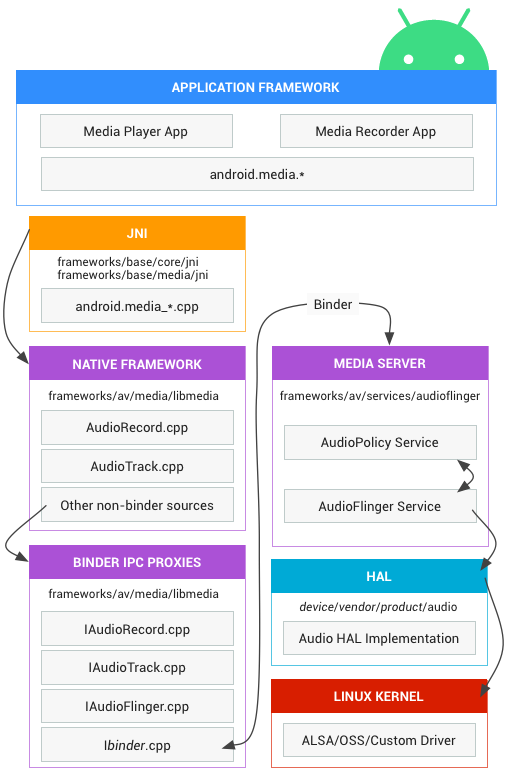 APPLICATION FRAMEWORK
Media Player App
Media Recorder App
android.media.*
JNI
frameworks/base/core/jni
frameworks/base/media/jni
android.media_*.cpp
NATIVE FRAMEWORK
frameworks/av/media/libmedia
AudioRecord.cpp
AudioTrack.cpp
Other non-binder sources
BINDER IPC PROXIES
frameworks/av/media/libmedia
IAudioRecord.cpp
IAudioTrack.cpp
IAudioFlinger.cpp
Ibinder.cpp
Binder
MEDIA SERVER
frameworks/av/services/audioflinger
AudioPolicy Service
AudioFlinger Service
HAL
device/vendor/product/audio
Audio HAL Implementation
LINUX KERNEL
ALSA/OSS/Custom Driver